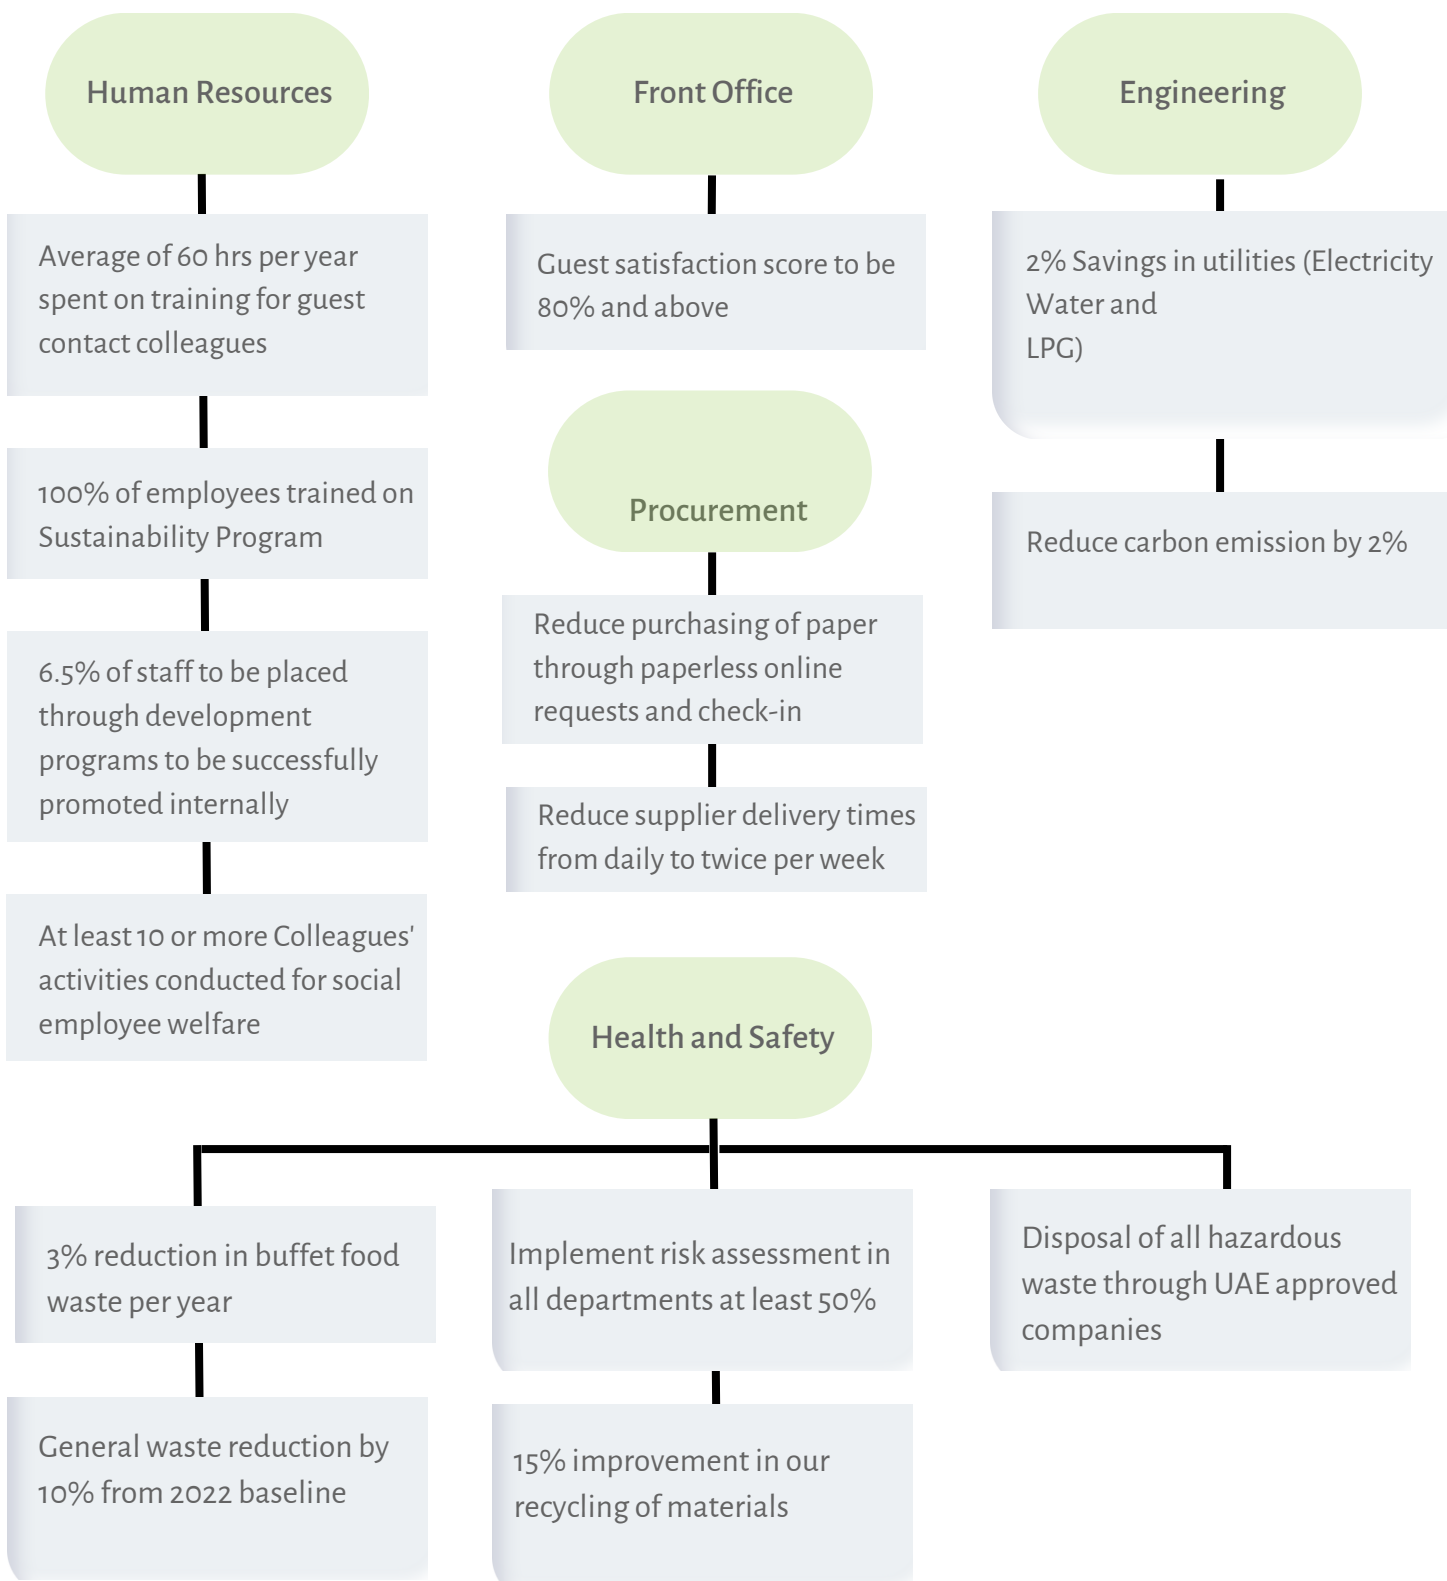 Human Resources
Average of 60 hrs per year
spent on training for guest
contact colleagues
100% of employees trained on
Sustainability Program
6.5% of staff to be placed
through development
programs to be successfully
promoted internally
At least 10 or more Colleagues'
activities conducted for social
employee welfare
Front Office
Guest satisfaction score to be
80% and above
Procurement
Reduce purchasing of paper
through paperless online
requests and check-in
Reduce supplier delivery times
from daily to twice per week
Engineering
2% Savings in utilities (Electricity
Water and
LPG)
Reduce carbon emission by 2%
Health and Safety
3% reduction in buffet food
waste per year
General waste reduction by
10% from 2022 baseline
Implement risk assessment in
all departments at least 50%
15% improvement in our
recycling of materials
Disposal of all hazardous
waste through UAE approved
companies